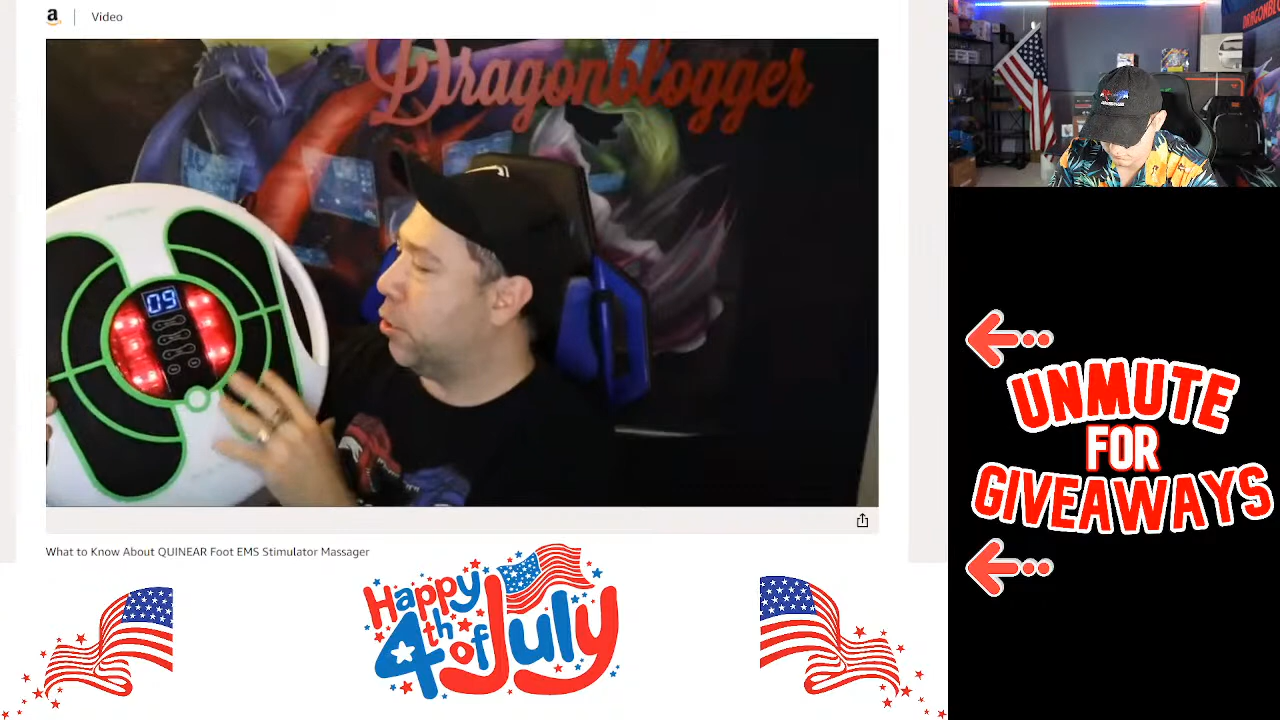 a
Video
Dragonblogger
09
What to Know About QUINEAR Foot EMS Stimulator Massager
Happy
4th
of
July
UNMUTE
FOR
GIVEAWAYS